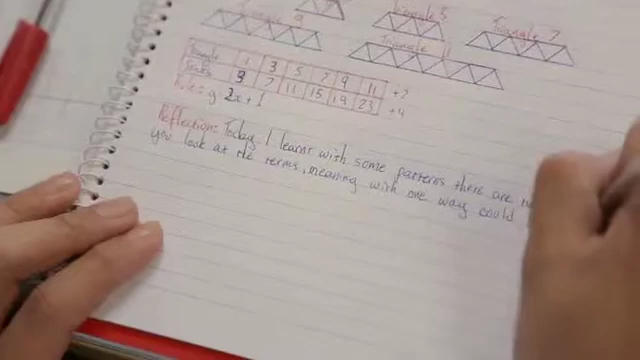 Triangle 5
Triangle 7
Triangle 9
Triangle 11
Triangle 1 3 5 7 9 11 +2
Sticks 3 7 11 15 19 23 +4
Rule = y 2x+1
Reflection: Today I learnt with some patterns there are
you look at the terms, meaning with one way could